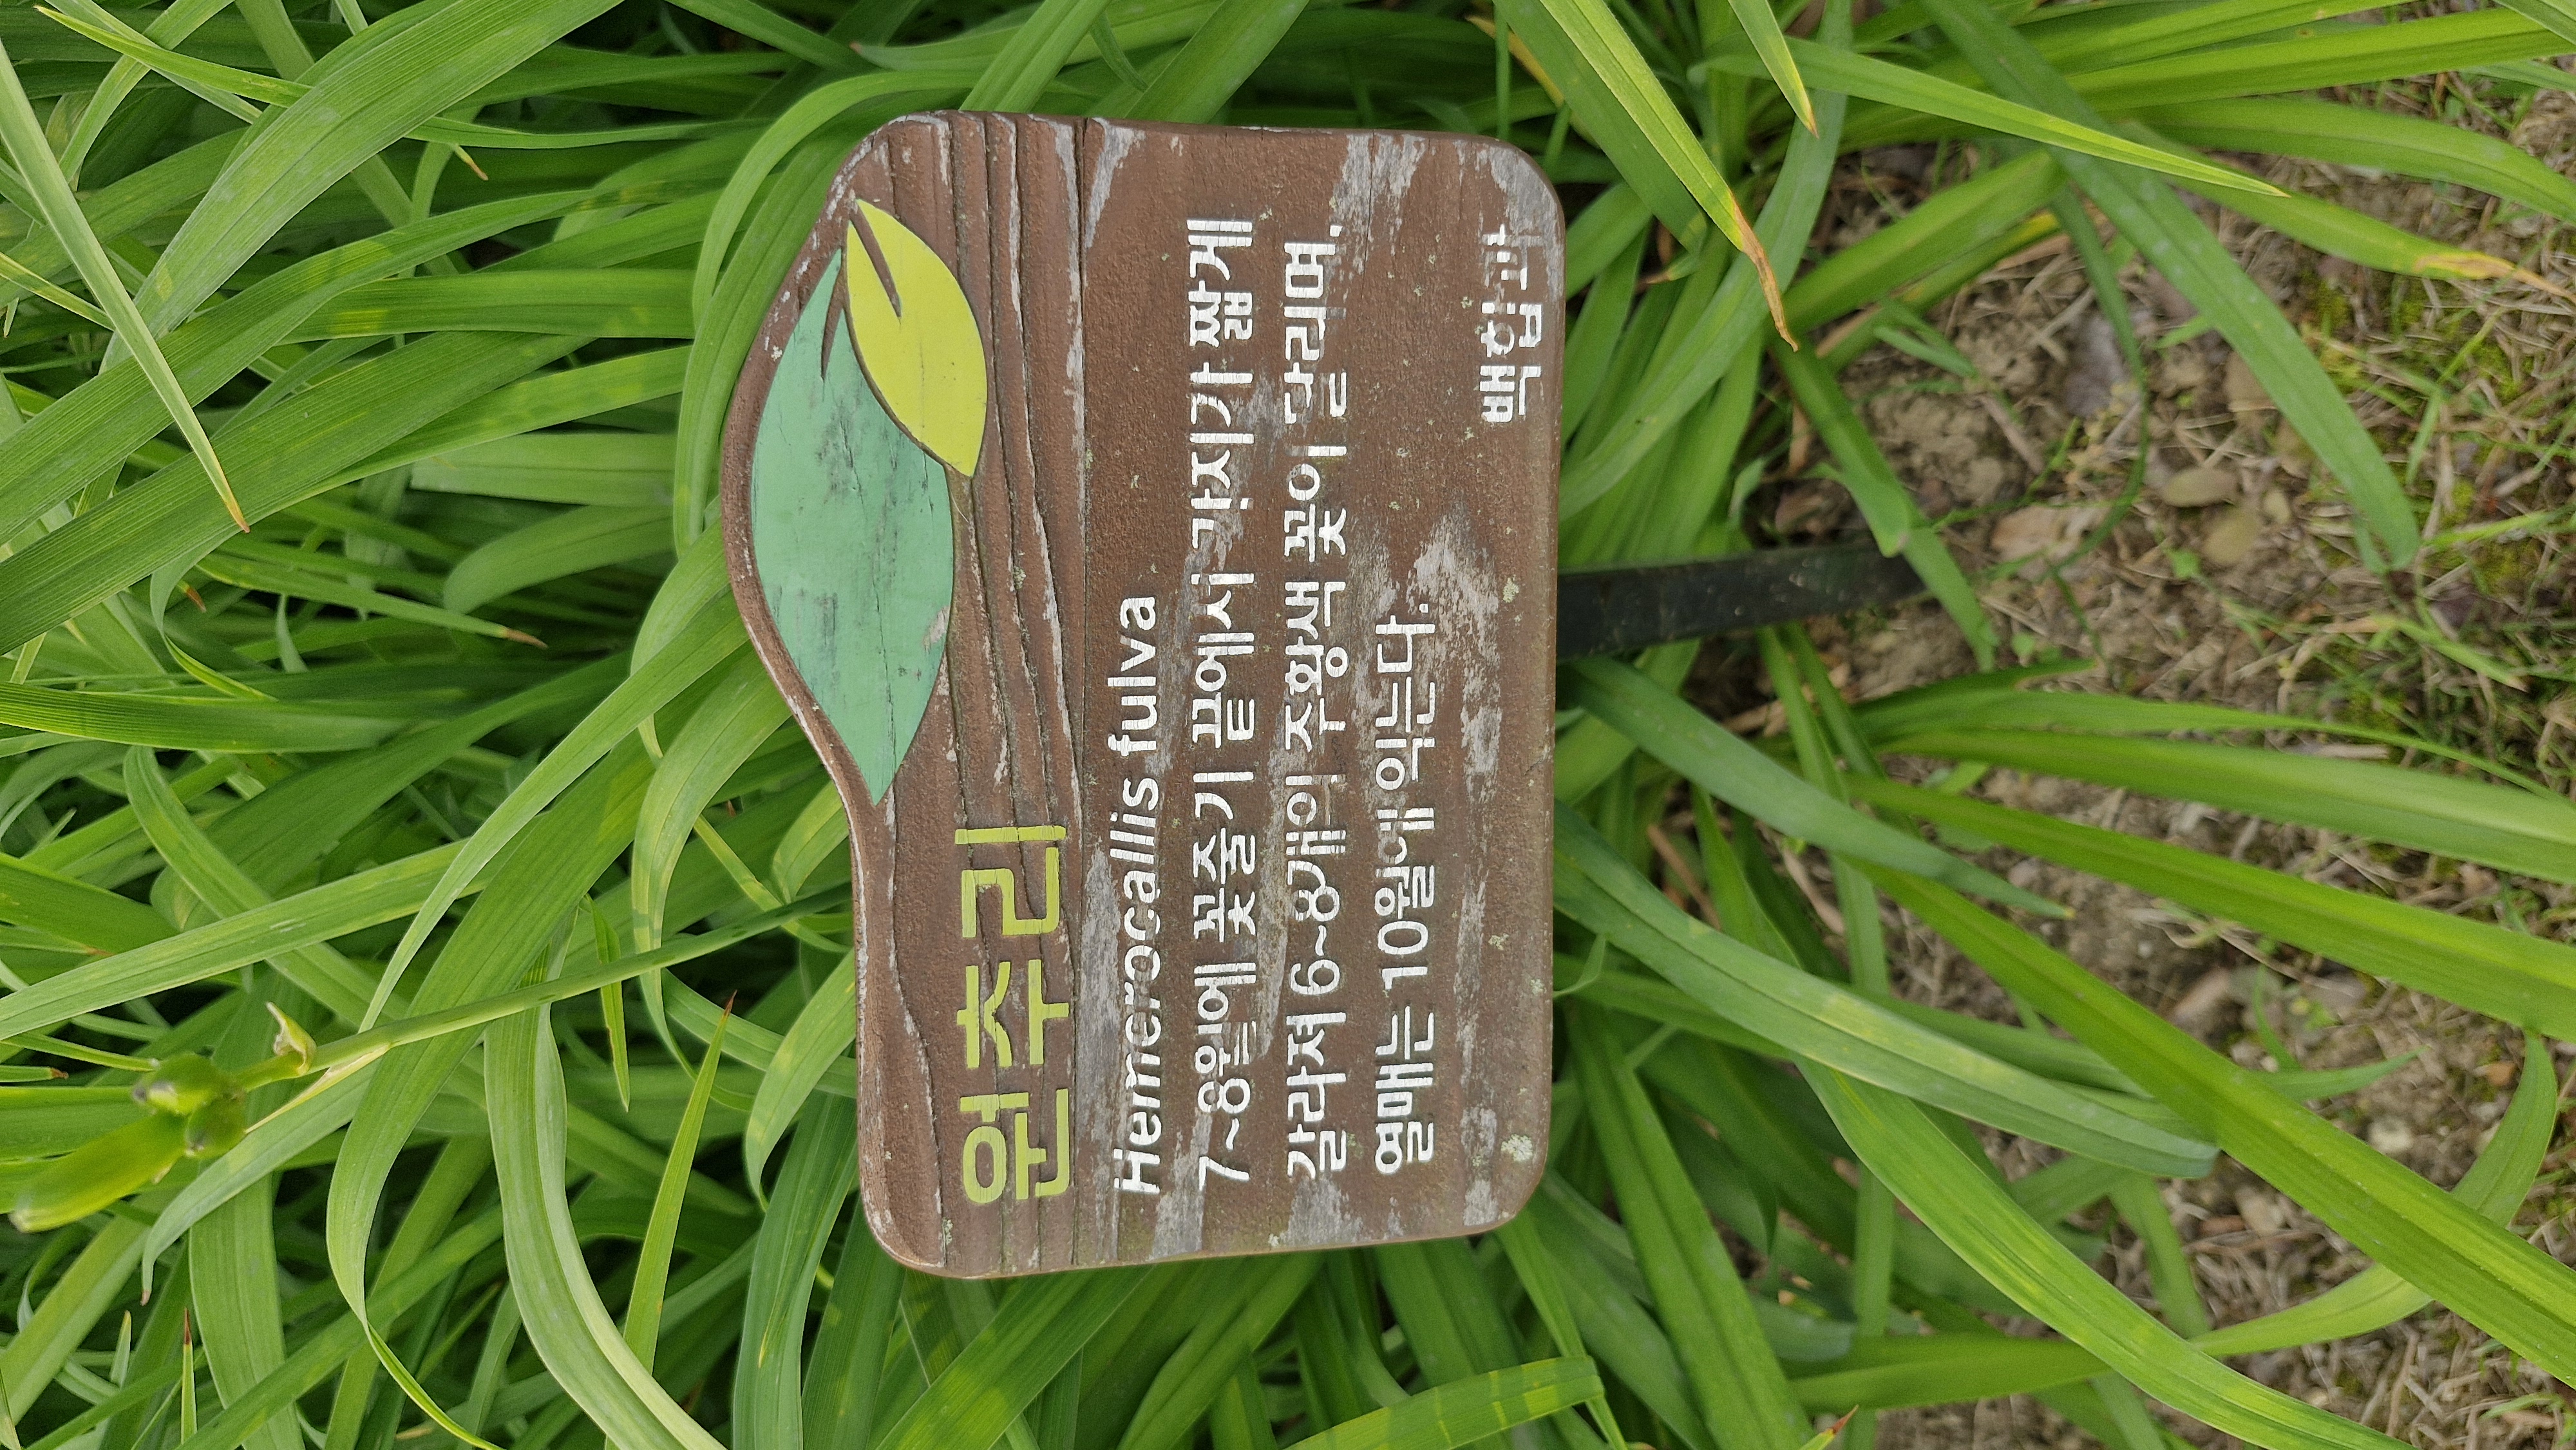 원추리
Hemerocallis fulva
7~8월에 꽃줄기 끝에서 가지가 짧게
갈라져 6~8개의 주황색 꽃이 달리며,
열매는 10월에 익는다.
백합과